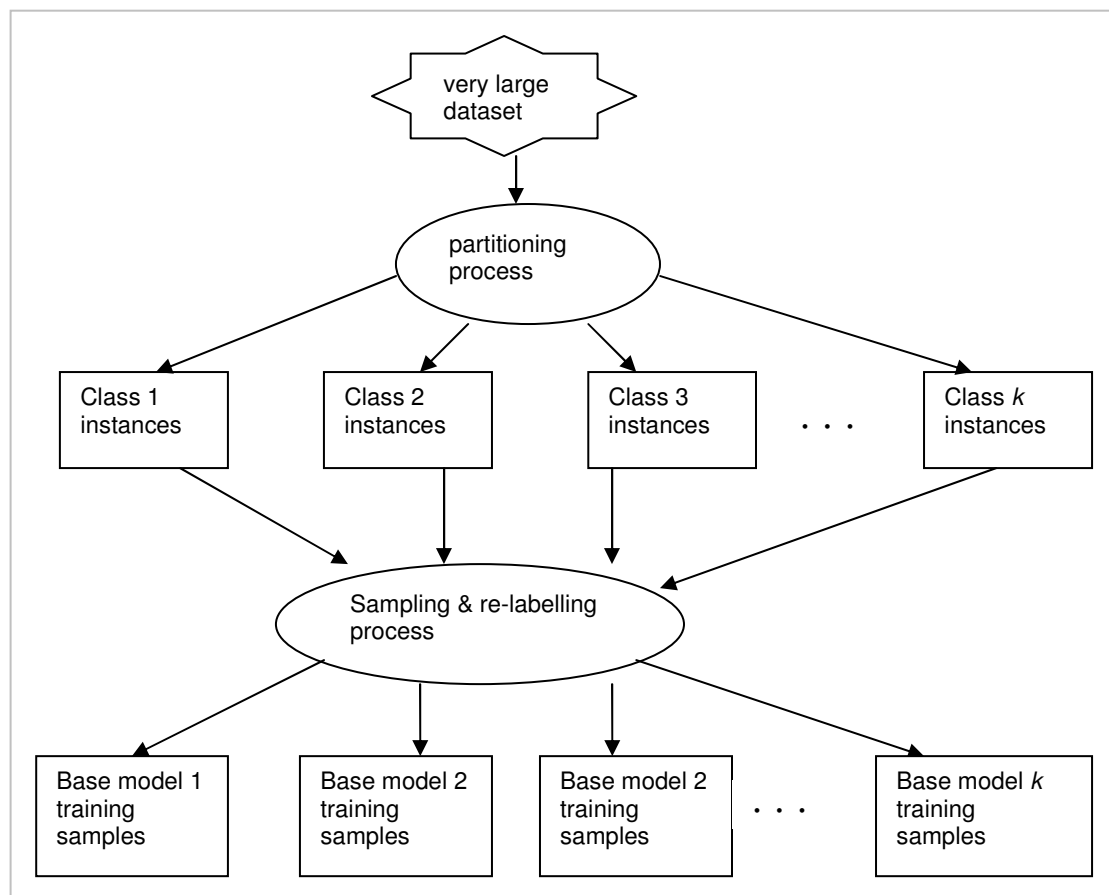 very large
dataset
partitioning
process
Class 1
instances
Class 2
instances
Class 3
instances
. . .
Class k
instances
Sampling & re-labelling
process
Base model 1
training
samples
Base model 2
training
samples
Base model 2
training
samples
. . .
Base model k
training
samples